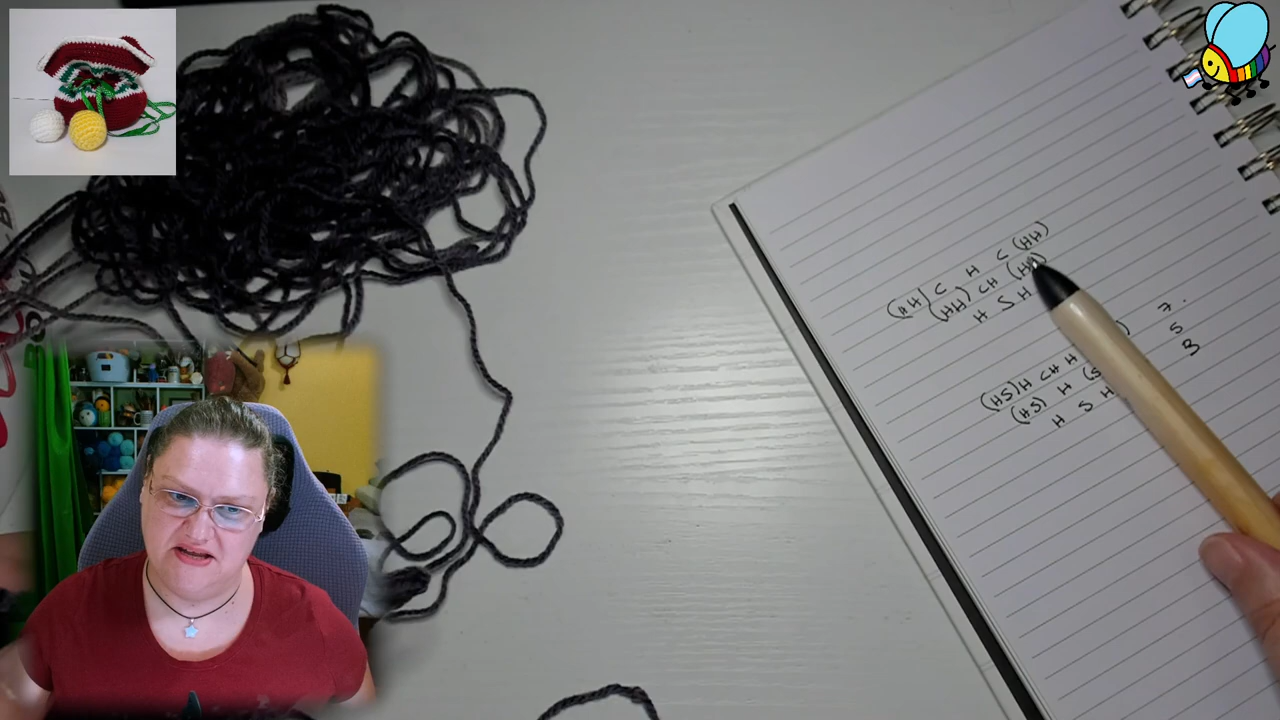 (HH) C H C (HH)
(HH) CH (HH)
H S H
(HS) H CH H ) 7.
(HS) H (S 5
H S H 3